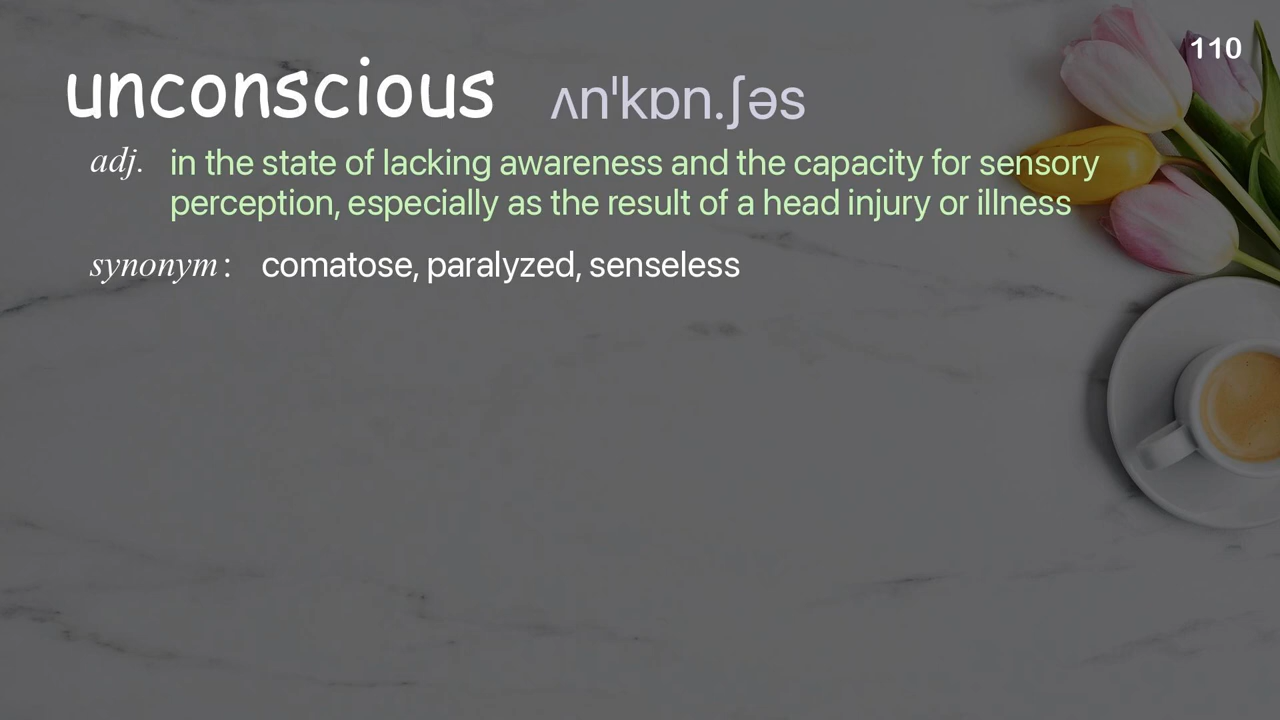 110
unconscious ʌnˈkɒn.ʃəs
adj. in the state of lacking awareness and the capacity for sensory
perception, especially as the result of a head injury or illness
synonym : comatose, paralyzed, senseless